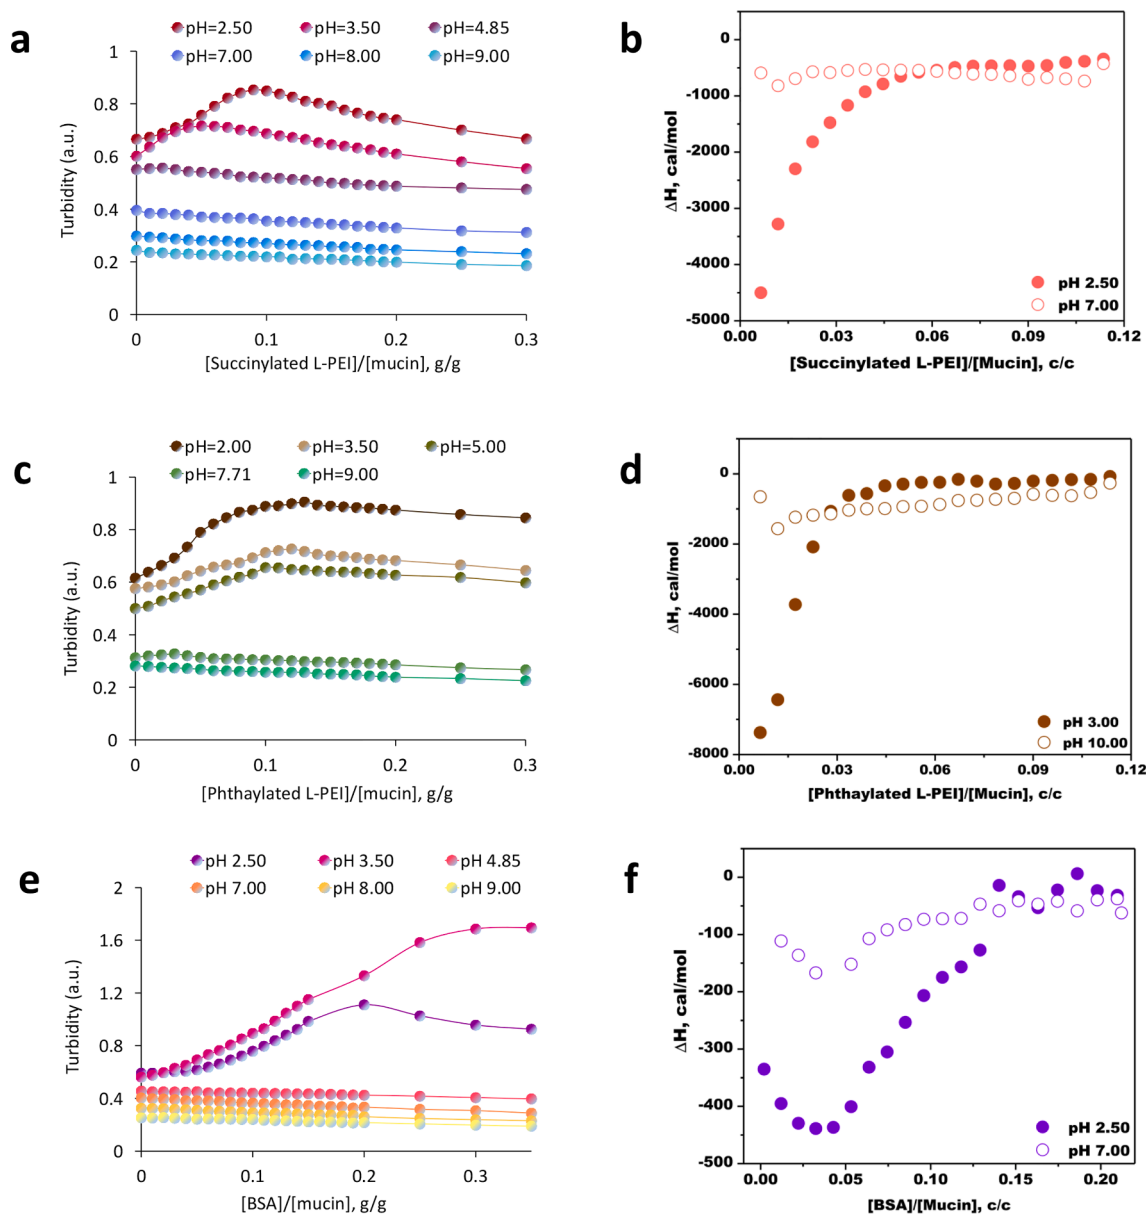 a
pH=2.50 pH=3.50 pH=4.85
pH=7.00 pH=8.00 pH=9.00
Turbidity (a.u.)
1
0.8
0.6
0.4
0.2
0
0 0.1 0.2 0.3
[Succinylated L-PEI]/[mucin], g/g
b
ΔH, cal/mol
0
-1000
-2000
-3000
-4000
-5000
pH 2.50
pH 7.00
0.00 0.03 0.06 0.09 0.12
[Succinylated L-PEI]/[Mucin], c/c
c
pH=2.00 pH=3.50 pH=5.00
pH=7.71 pH=9.00
Turbidity (a.u.)
1
0.8
0.6
0.4
0.2
0
0 0.1 0.2 0.3
[Phthaylated L-PEI]/[mucin], g/g
d
ΔH, cal/mol
0
-2000
-4000
-6000
-8000
pH 3.00
pH 10.00
0.00 0.03 0.06 0.09 0.12
[Phthaylated L-PEI]/[Mucin], c/c
e
pH 2.50 pH 3.50 pH 4.85
pH 7.00 pH 8.00 pH 9.00
Turbidity (a.u.)
2
1.6
1.2
0.8
0.4
0
0 0.1 0.2 0.3
[BSA]/[mucin], g/g
f
ΔH, cal/mol
0
-100
-200
-300
-400
-500
pH 2.50
pH 7.00
0.00 0.05 0.10 0.15 0.20
[BSA]/[Mucin], c/c